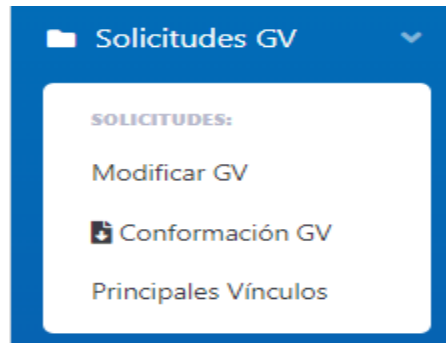 Solicitudes GV
SOLICITUDES:
Modificar GV
Conformación GV
Principales Vínculos